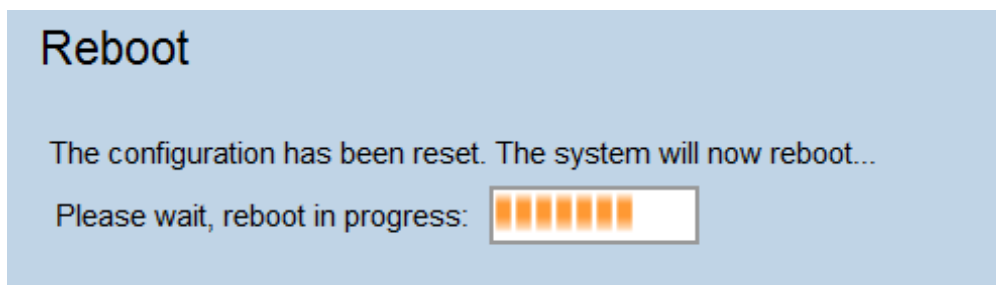 Reboot
The configuration has been reset. The system will now reboot...
Please wait, reboot in progress: